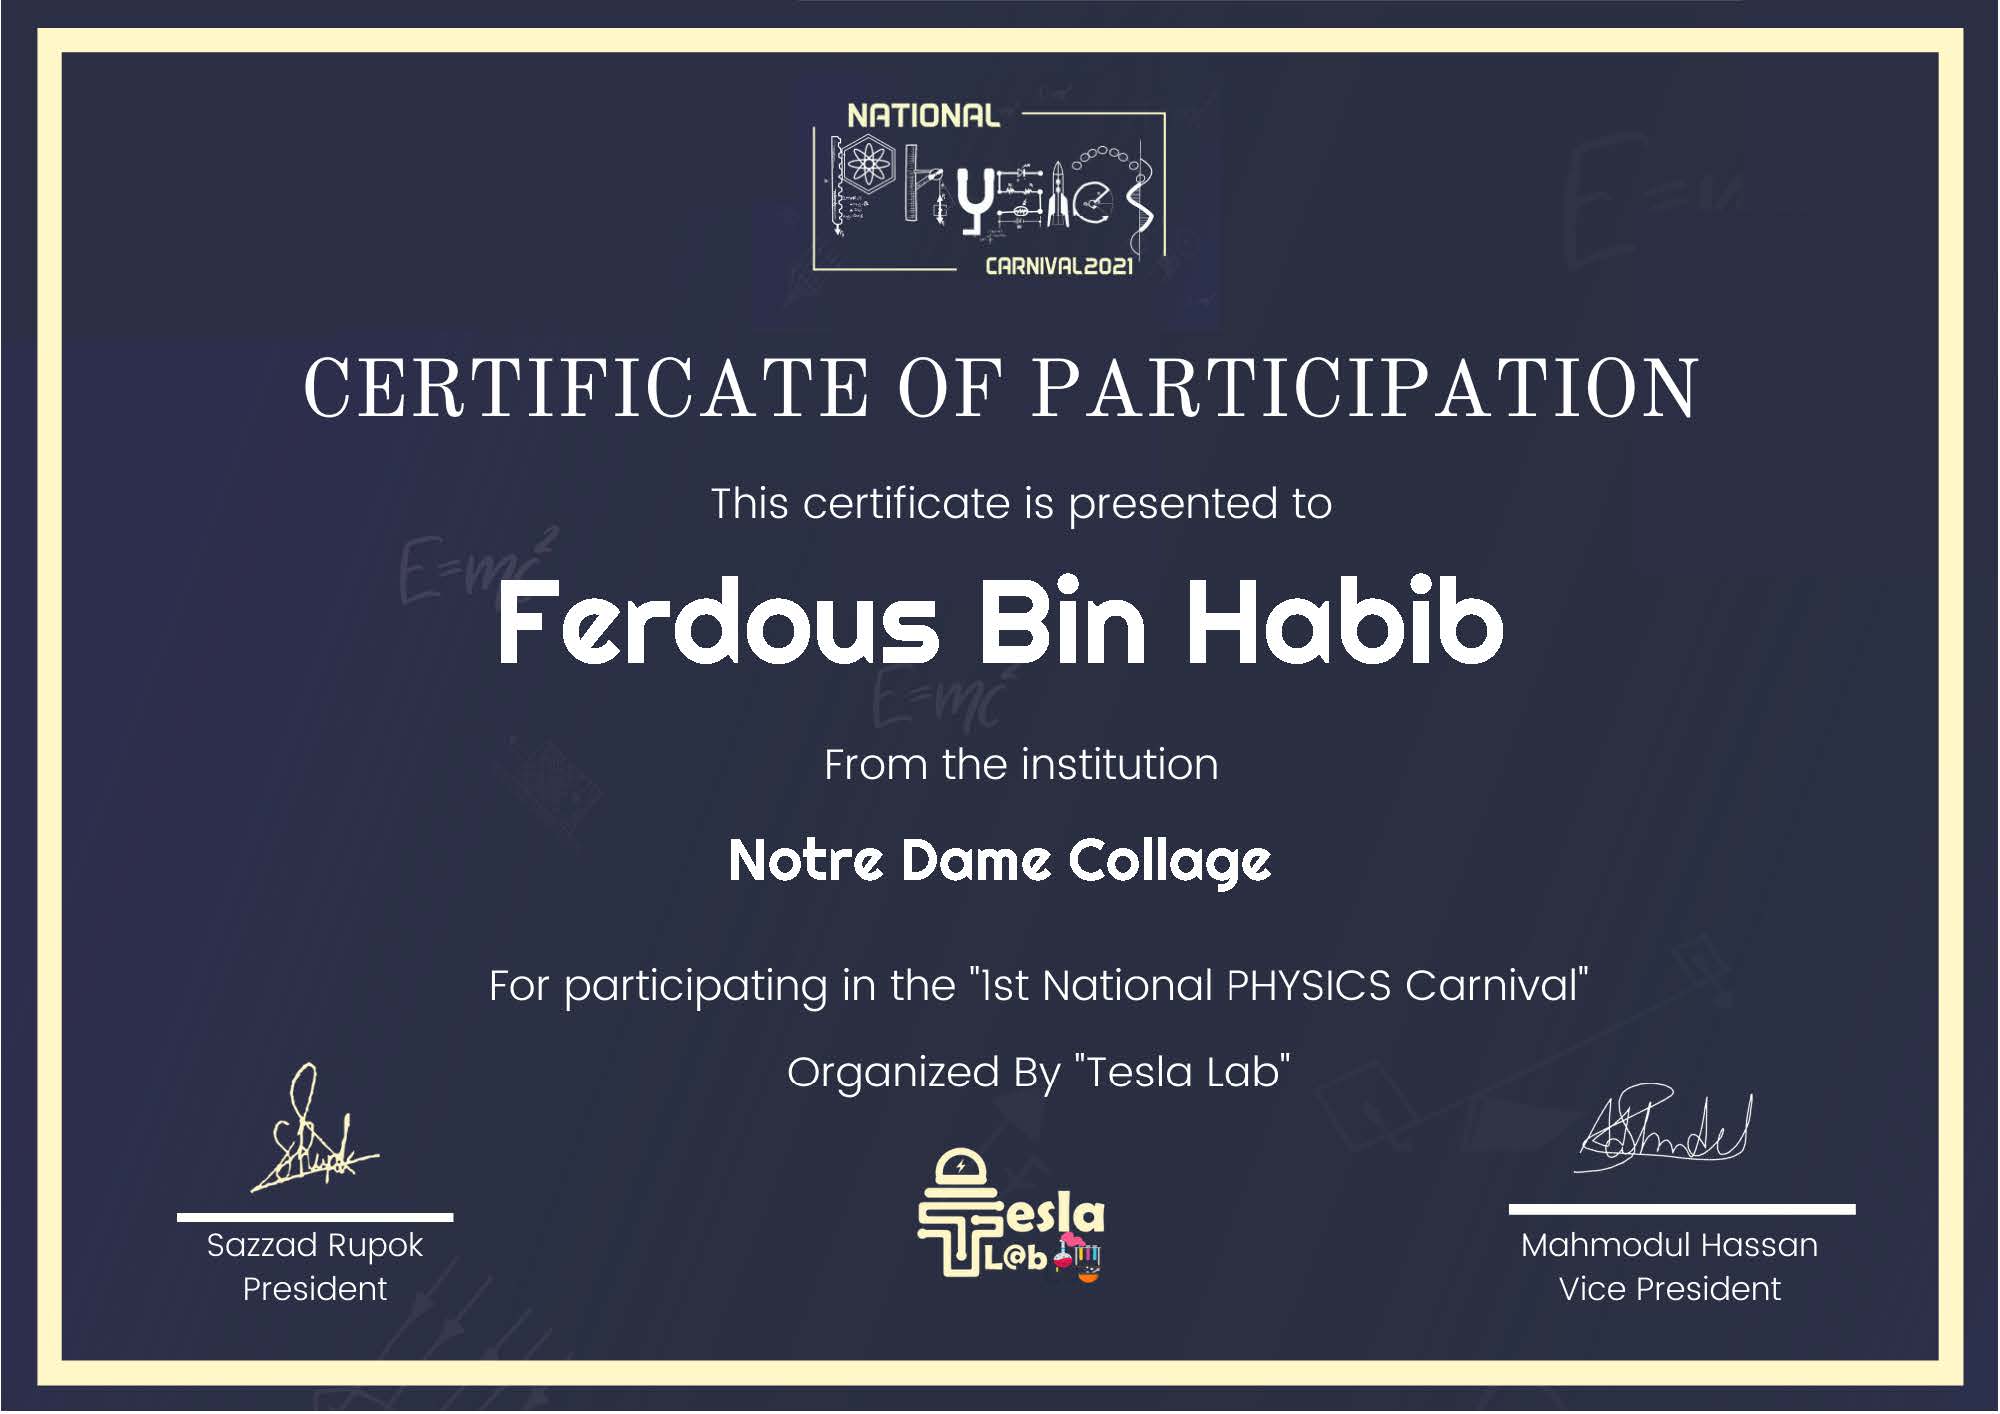 NATIONAL
Physics
CARNIVAL2021
CERTIFICATE OF PARTICIPATION
This certificate is presented to
E=mc²
Ferdous Bin Habib
E=mc²
From the institution
Notre Dame Collage
For participating in the "1st National PHYSICS Carnival"
Organized By "Tesla Lab"
Sazzad Rupok
President
Tesla
L@b
Mahmodul Hassan
Vice President